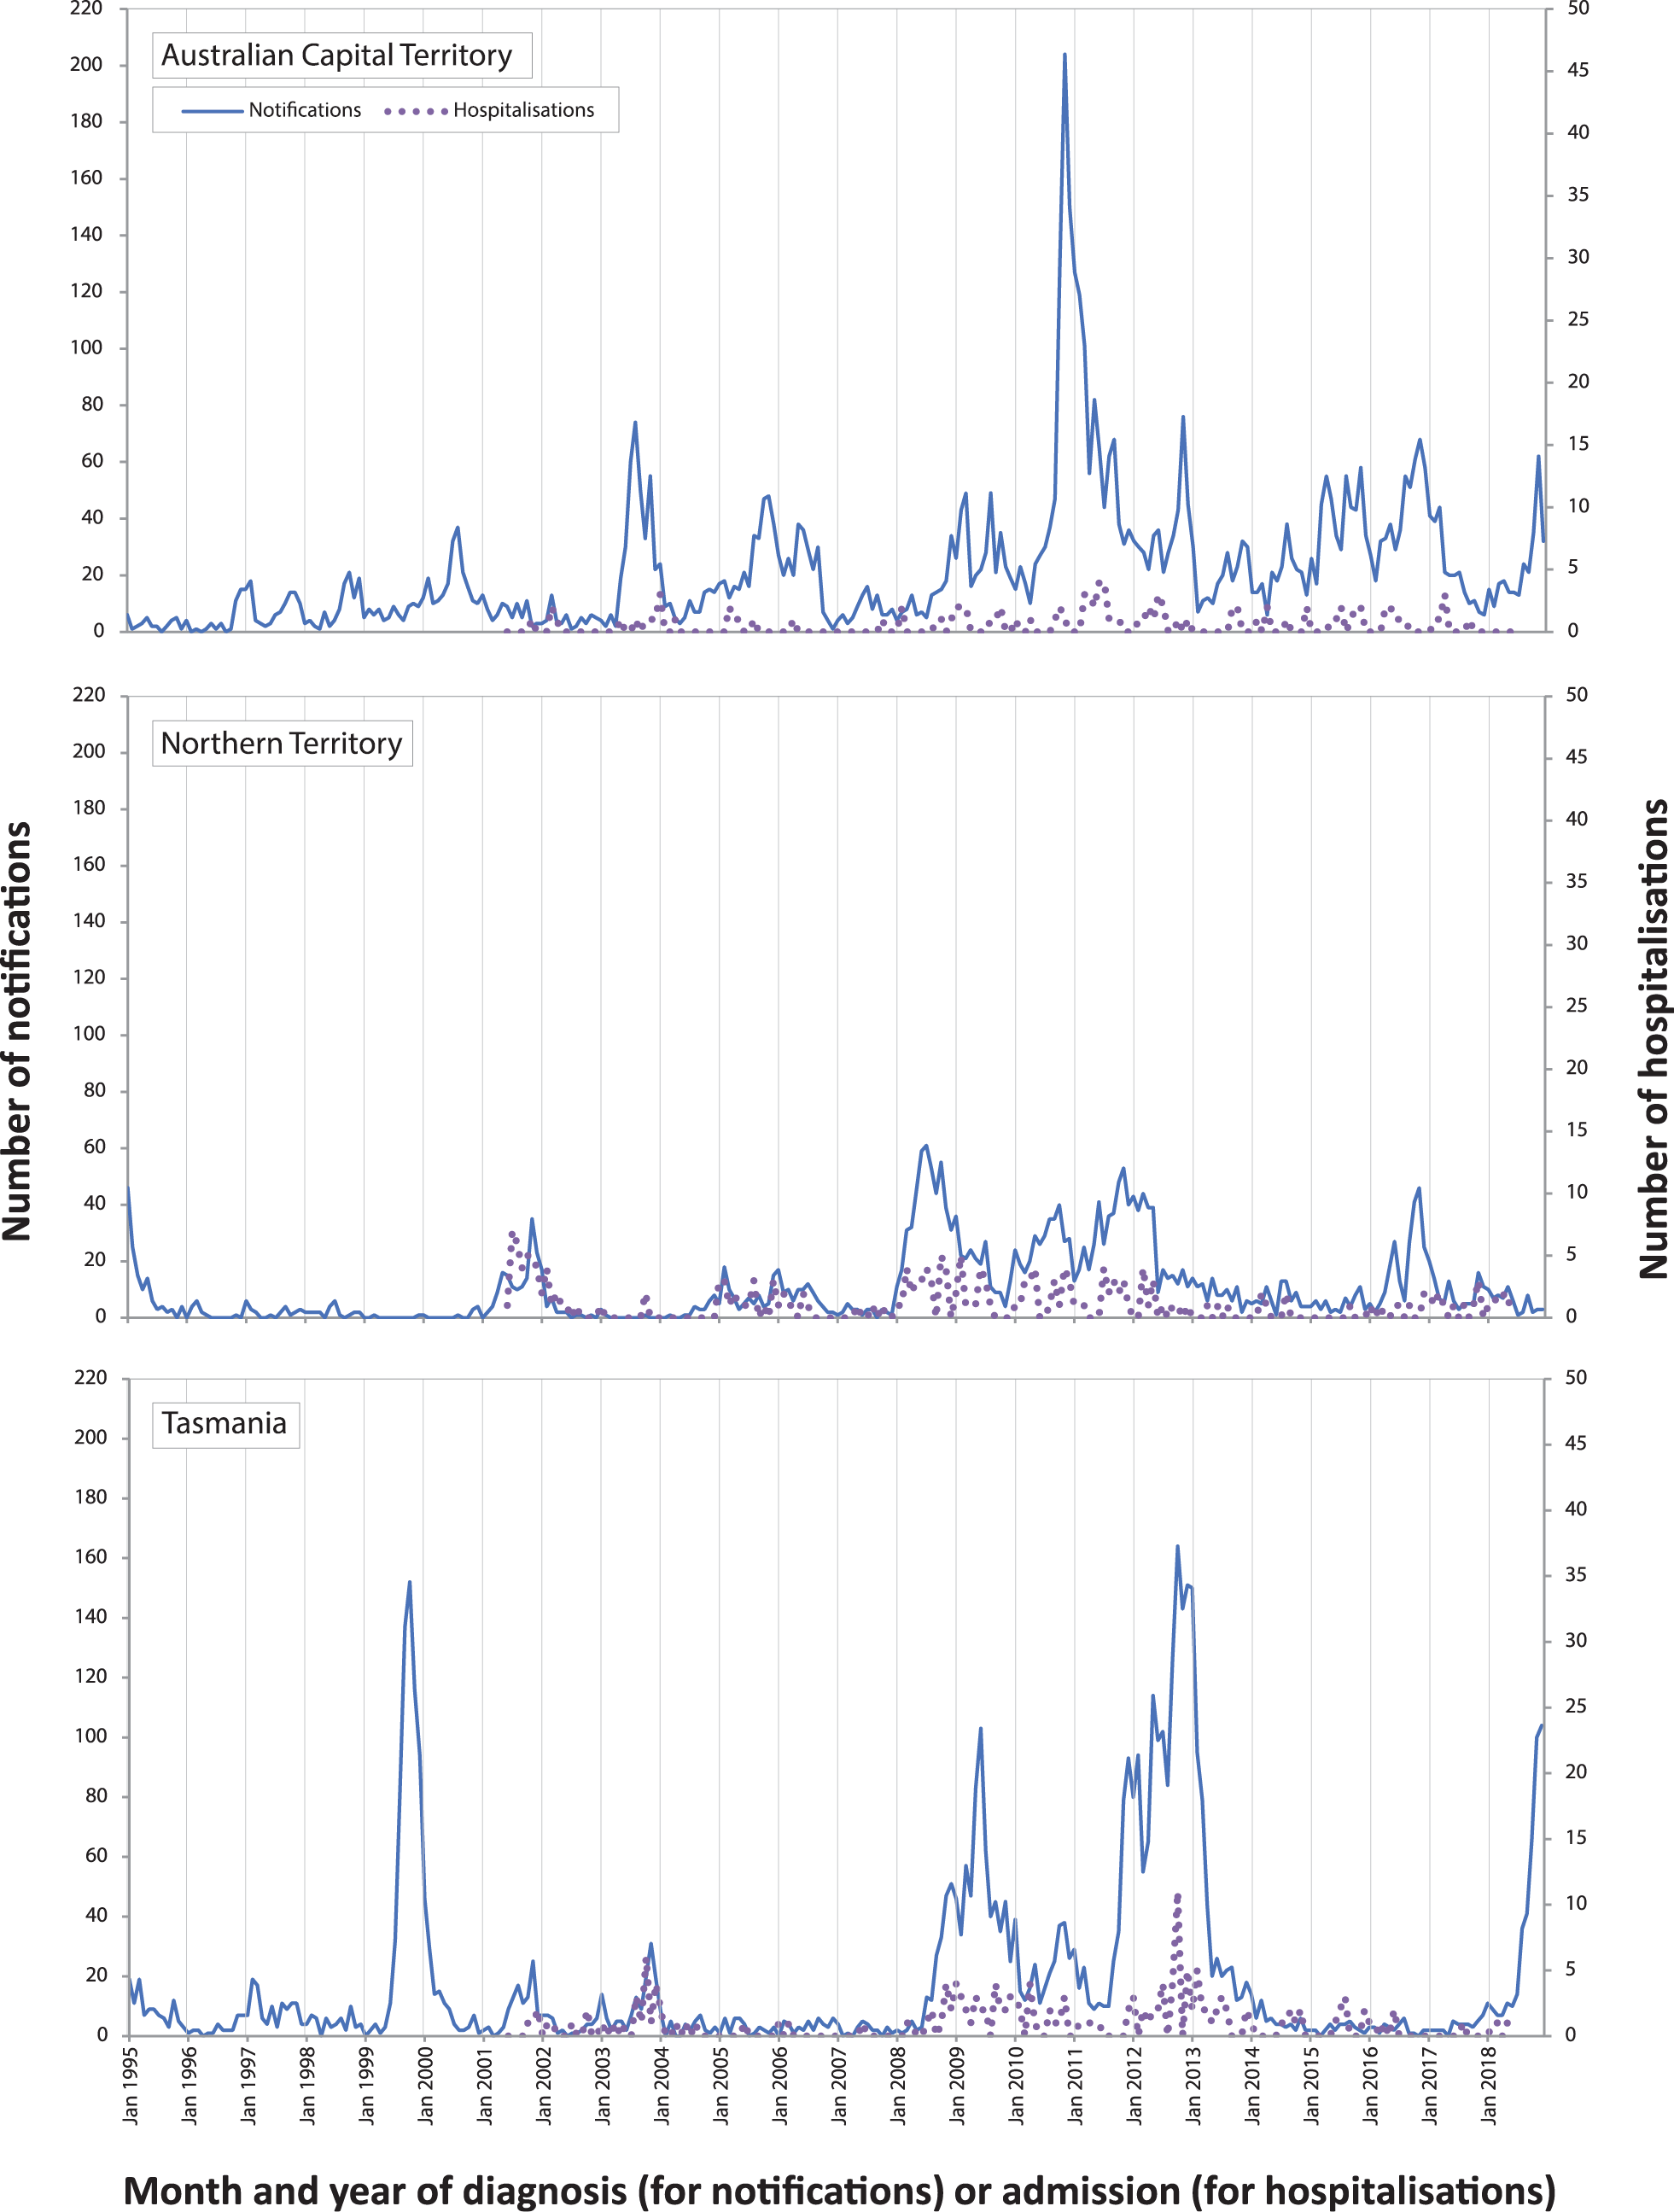 220
200
180
160
140
120
100
80
60
40
20
0
Australian Capital Territory
Notifications
Hospitalisations
50
45
40
35
30
25
20
15
10
5
0
220
200
180
160
140
120
100
80
60
40
20
0
Northern Territory
50
45
40
35
30
25
20
15
10
5
0
Number of notifications
Number of hospitalisations
220
200
180
160
140
120
100
80
60
40
20
0
Tasmania
50
45
40
35
30
25
20
15
10
5
0
Jan 1995
Jan 1996
Jan 1997
Jan 1998
Jan 1999
Jan 2000
Jan 2001
Jan 2002
Jan 2003
Jan 2004
Jan 2005
Jan 2006
Jan 2007
Jan 2008
Jan 2009
Jan 2010
Jan 2011
Jan 2012
Jan 2013
Jan 2014
Jan 2015
Jan 2016
Jan 2017
Jan 2018
Month and year of diagnosis (for notifications) or admission (for hospitalisations)